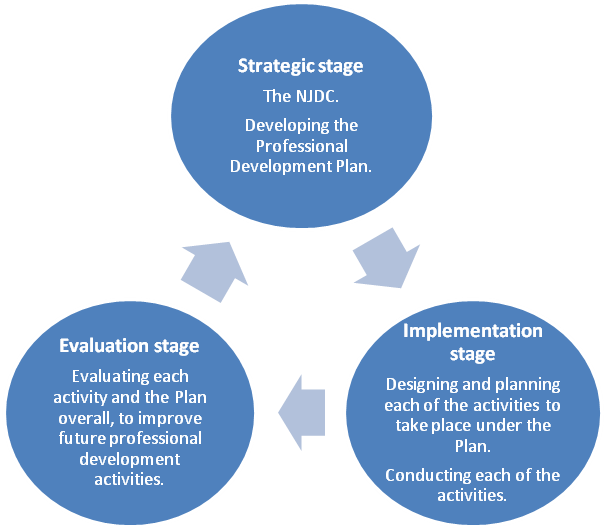 Strategic stage
The NJDC.
Developing the
Professional
Development Plan.
Implementation
stage
Designing and planning
each of the activities to
take place under the
Plan.
Conducting each of the
activities.
Evaluation stage
Evaluating each
activity and the Plan
overall, to improve
future professional
development
activities.